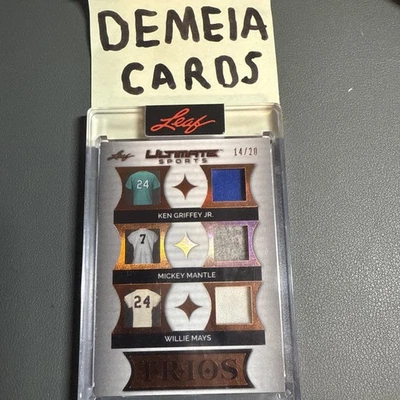 DEMEIA
CARDS
Leaf
Leaf ULTIMATE 14/20
SPORTS
24
KEN GRIFFEY JR.
7
MICKEY MANTLE
24
WILLIE MAYS
TRIOS